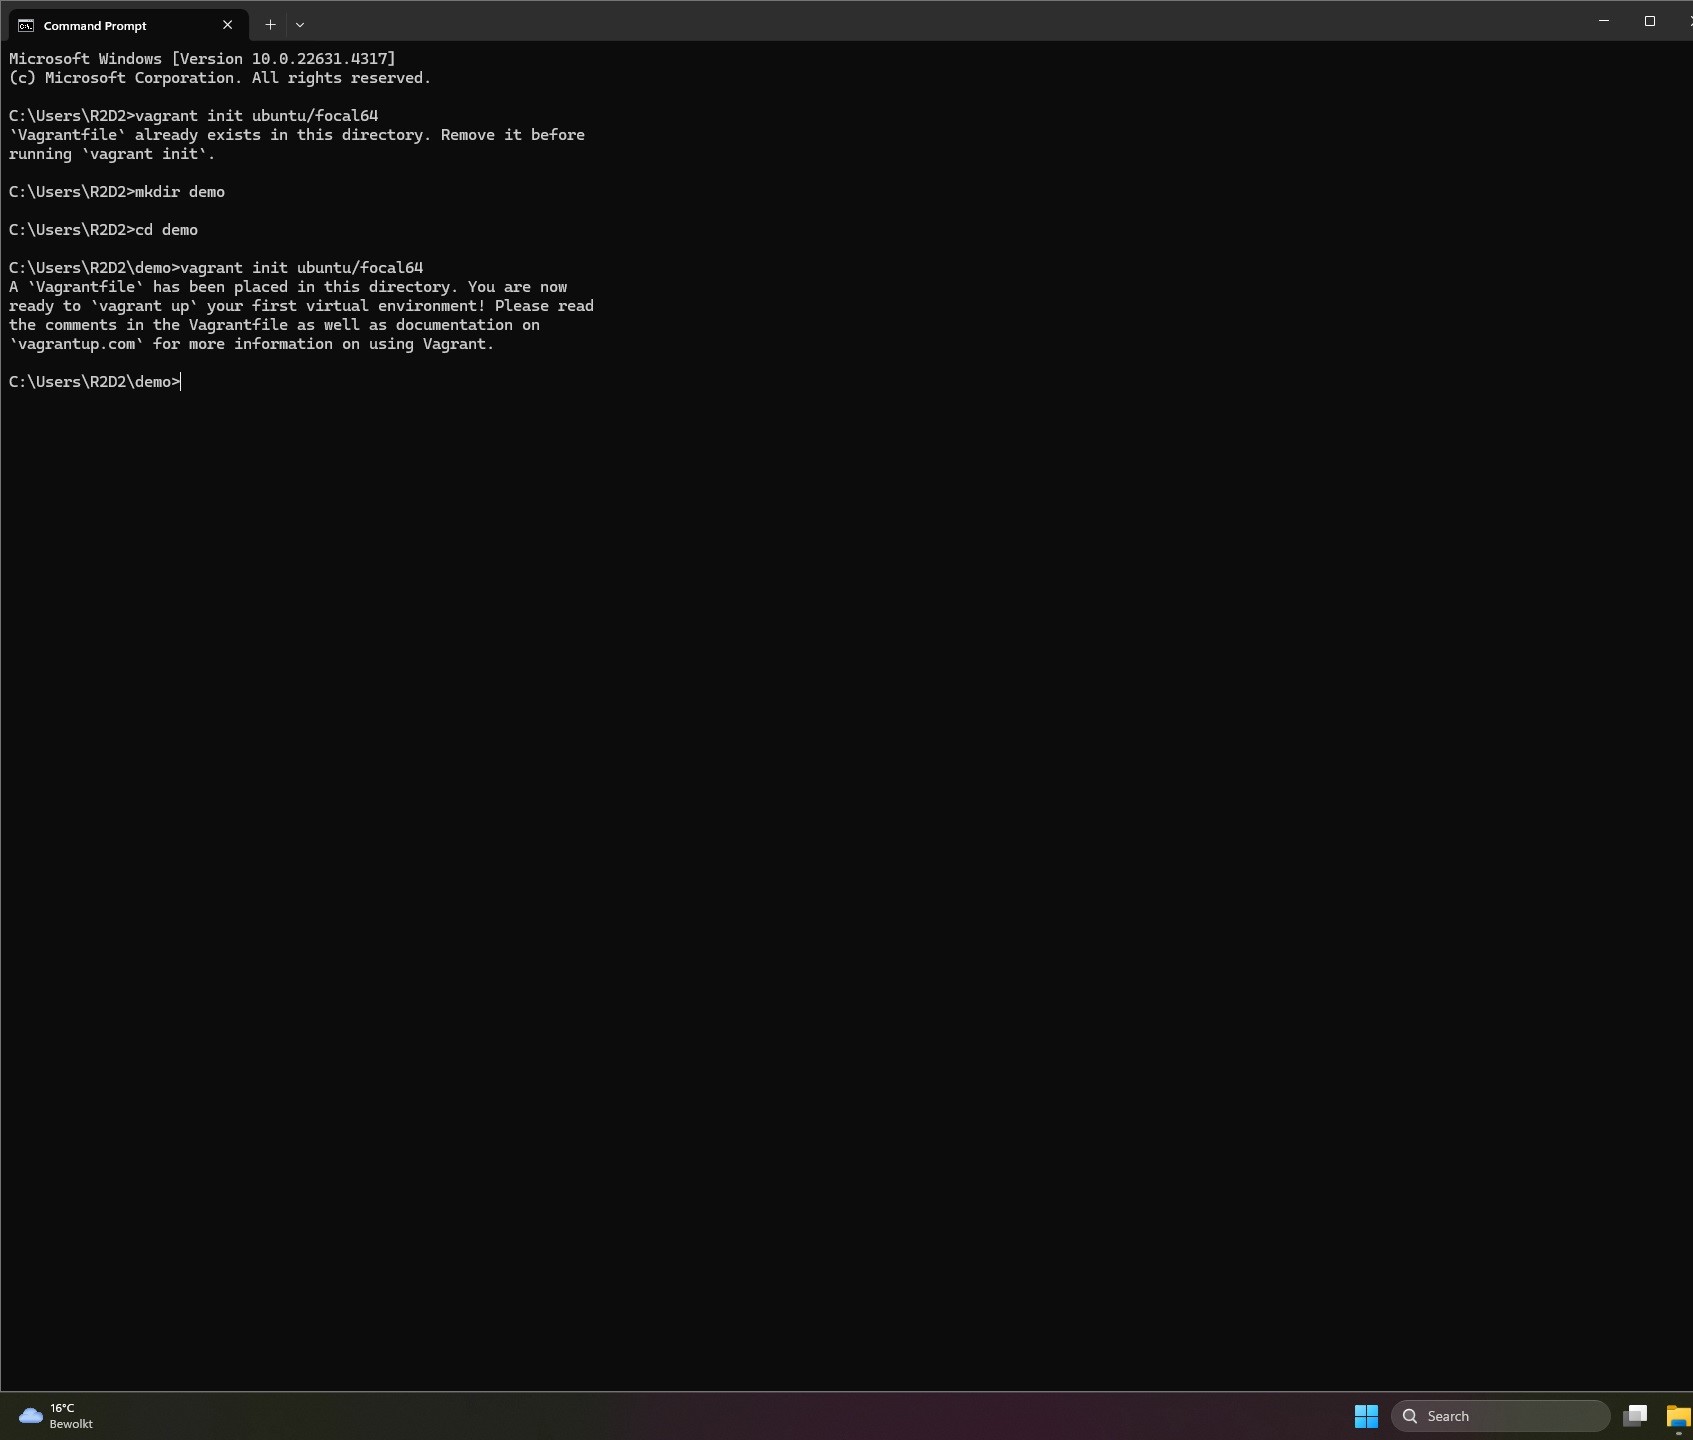 Command Prompt
Microsoft Windows [Version 10.0.22631.4317]
(c) Microsoft Corporation. All rights reserved.
C:\Users\R2D2>vagrant init ubuntu/focal64
`Vagrantfile` already exists in this directory. Remove it before
running `vagrant init`.
C:\Users\R2D2>mkdir demo
C:\Users\R2D2>cd demo
C:\Users\R2D2\demo>vagrant init ubuntu/focal64
A `Vagrantfile` has been placed in this directory. You are now
ready to `vagrant up` your first virtual environment! Please read
the comments in the Vagrantfile as well as documentation on
`vagrantup.com` for more information on using Vagrant.
C:\Users\R2D2\demo>
16°C
Bewolkt
Search